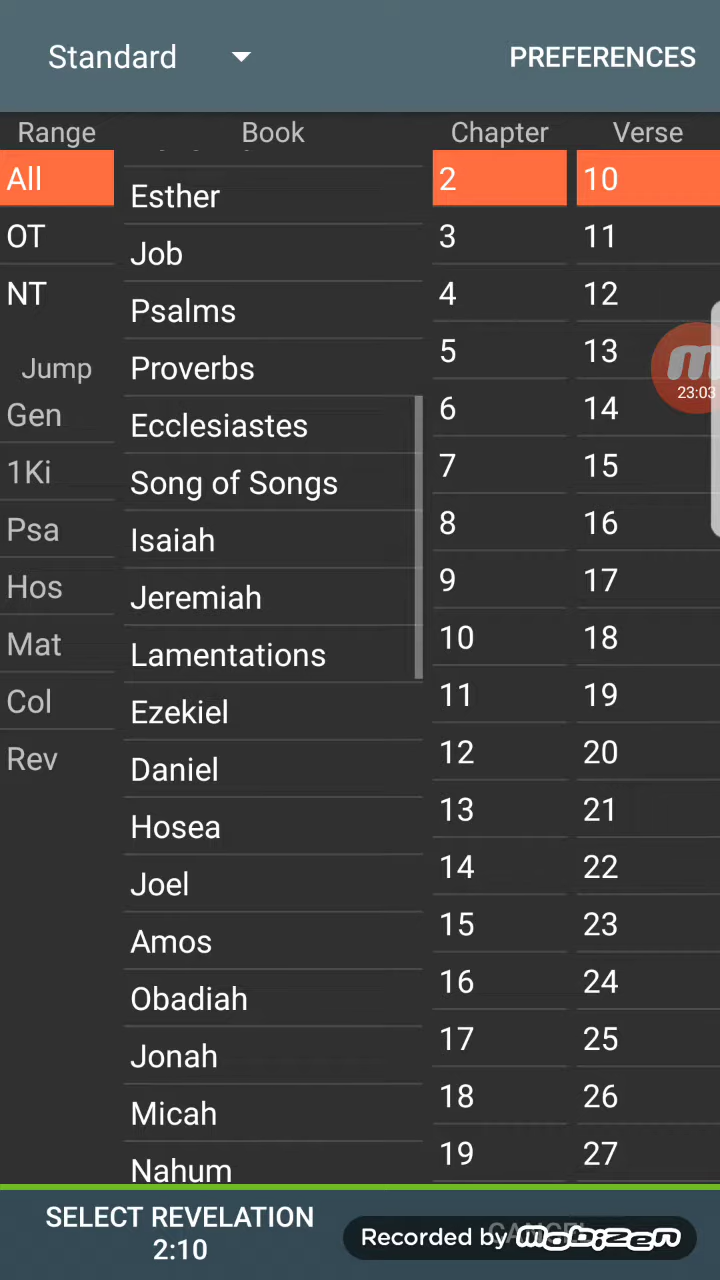 Standard
PREFERENCES
Range
Book
Chapter
Verse
All
OT
NT
Jump
Gen
1Ki
Psa
Hos
Mat
Col
Rev
Esther
Job
Psalms
Proverbs
Ecclesiastes
Song of Songs
Isaiah
Jeremiah
Lamentations
Ezekiel
Daniel
Hosea
Joel
Amos
Obadiah
Jonah
Micah
Nahum
2
3
4
5
6
7
8
9
10
11
12
13
14
15
16
17
18
19
10
11
12
13
14
15
16
17
18
19
20
21
22
23
24
25
26
27
m
23:03
SELECT REVELATION
2:10
CANCEL
Recorded by mobizen